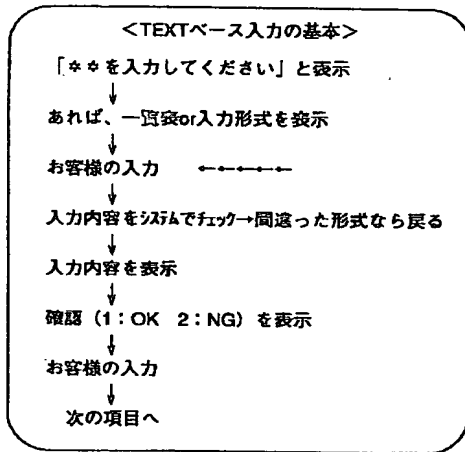 <TEXTベース入力の基本>
「**を入力してください」と表示
↓
あれば、一覧表or入力形式を表示
↓
お客様の入力 ←←←←←
↓
入力内容をシステムでチェック→間違った形式なら戻る
↓
入力内容を表示
↓
確認（1：OK 2：NG）を表示
↓
お客様の入力
↓
次の項目へ